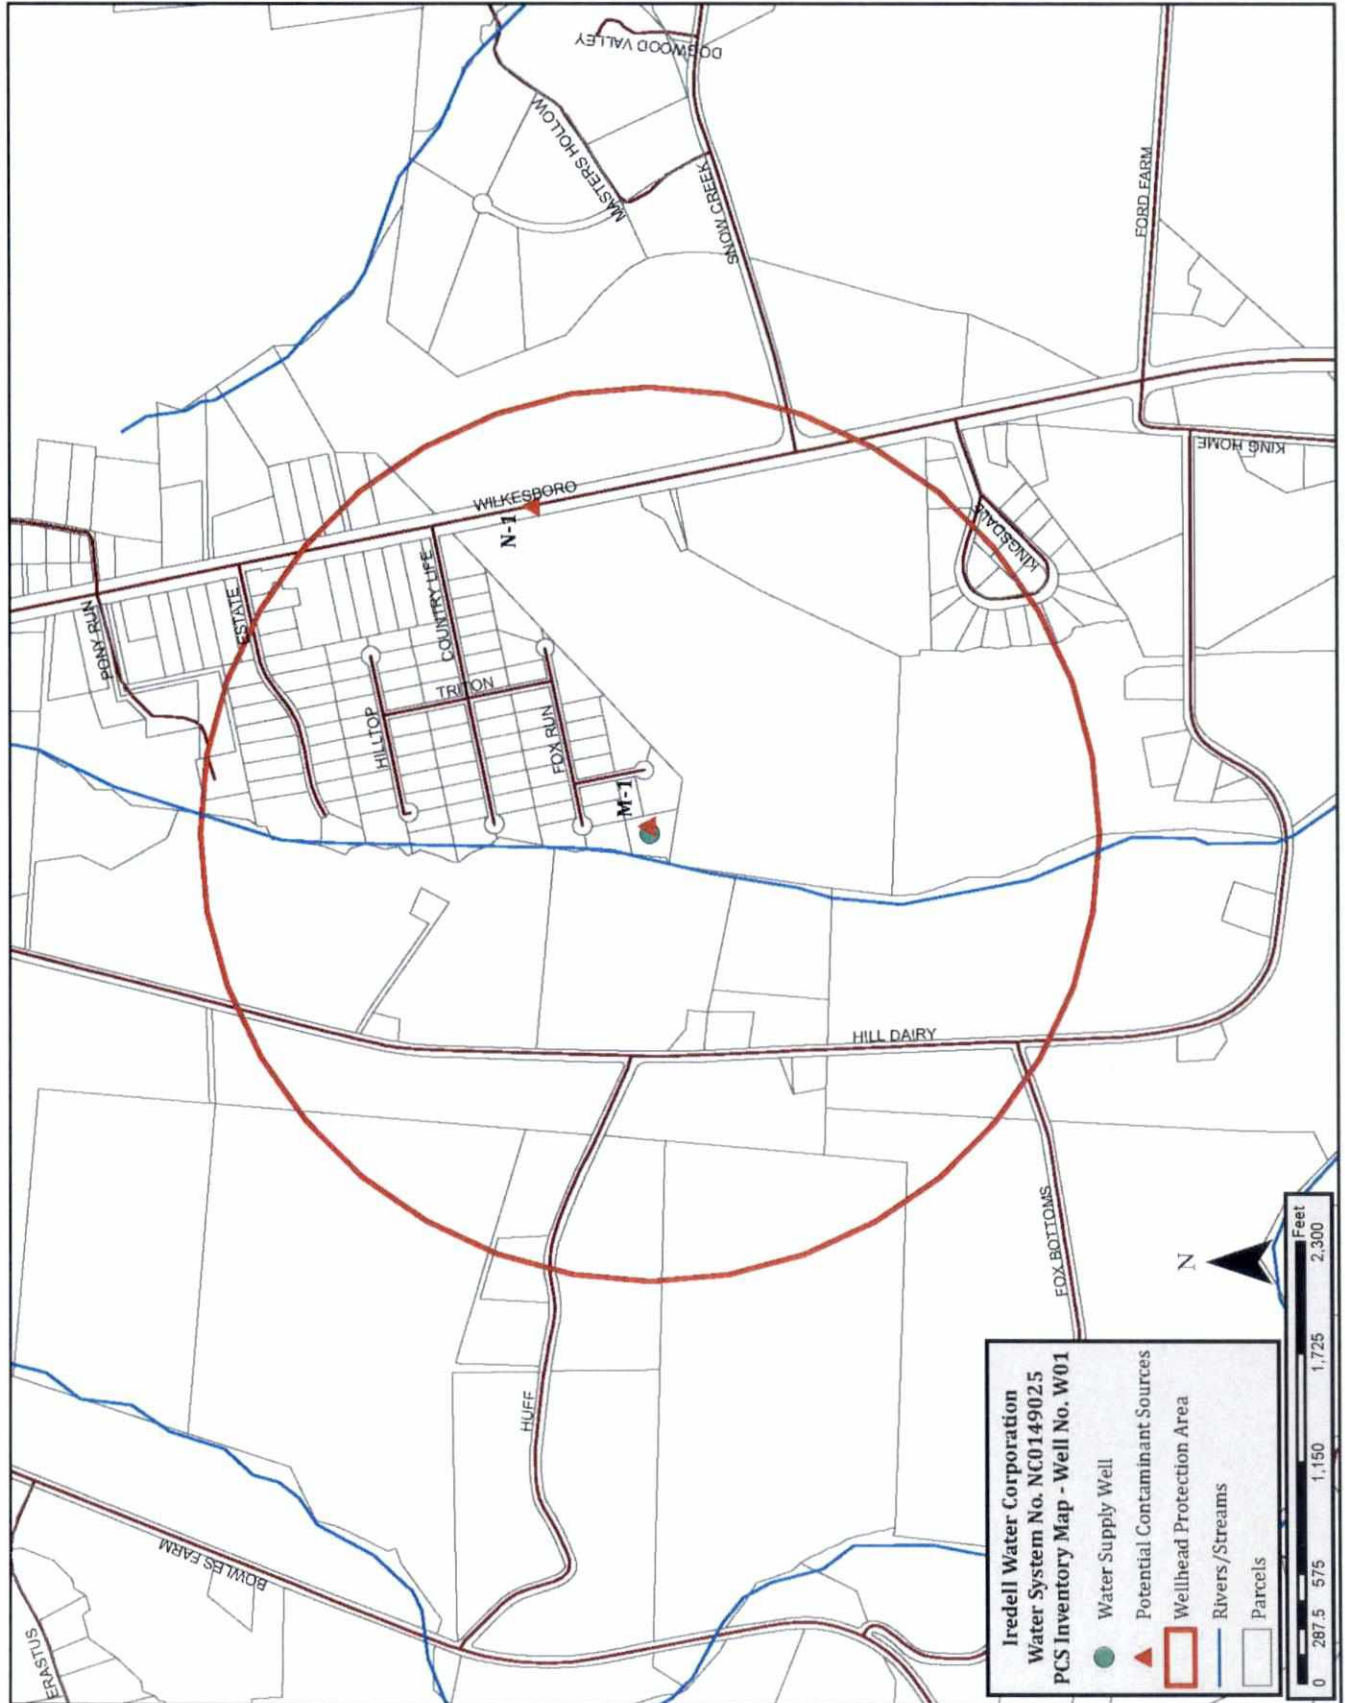 DOGWOOD VALLEY
MASTERS HOLLOW
SNOW CREEK
FORD FARM
WILKESBORO
N-1
KING HOME
KINGSDALE
PONY RUN
ESTATE
COUNTRY LIFE
TRITON
HILLTOP
FOX RUN
M-1
HILL DAIRY
HUFF
FOX BOTTOMS
BOWLES FARM
ERASTUS
N
Iredell Water Corporation
Water System No. NC0149025
PCS Inventory Map - Well No. W01
Water Supply Well
Potential Contaminant Sources
Wellhead Protection Area
Rivers/Streams
Parcels
0 287.5 575 1,150 1,725 2,300
Feet